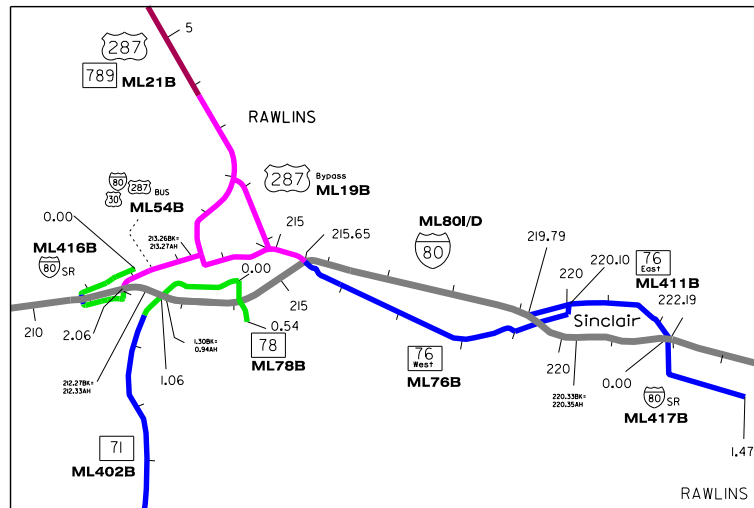 5
287
789
ML21B
RAWLINS
287
Bypass
ML19B
80
30
287
BUS
ML54B
0.00
213.26BK=
213.27AH
215
215.65
ML80I/D
80
219.79
220
220.10
76
East
ML411B
222.19
ML416B
80
SR
0.00
215
210
2.06
Sinclair
0.54
1.30BK=
0.94AH
78
ML78B
212.27BK=
212.33AH
1.06
76
West
ML76B
220
220.33BK=
220.35AH
0.00
80
SR
ML417B
71
ML402B
1.47
RAWLINS